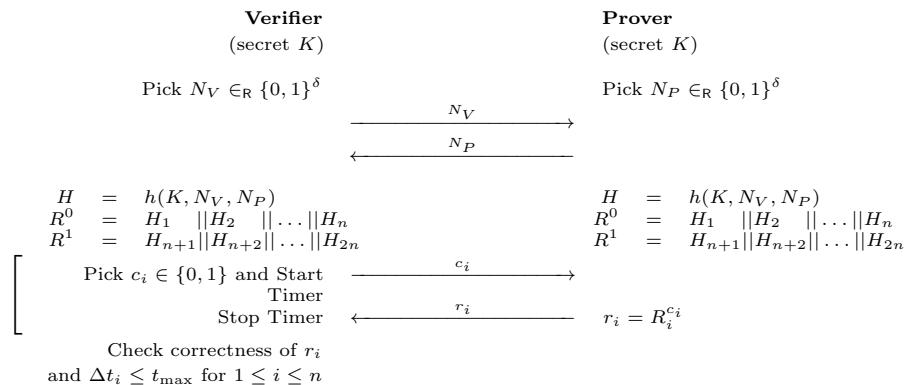 Verifier Prover
(secret K) (secret K)
Pick N_V ∈_R {0, 1}^δ Pick N_P ∈_R {0, 1}^δ
N_V
N_P
H = h(K, N_V, N_P) H = h(K, N_V, N_P)
R^0 = H_1 ||H_2 ||...||H_n R^0 = H_1 ||H_2 ||...||H_n
R^1 = H_{n+1}||H_{n+2}||...||H_{2n} R^1 = H_{n+1}||H_{n+2}||...||H_{2n}
Pick c_i ∈ {0, 1} and Start c_i
Timer
Stop Timer r_i r_i = R_i^{c_i}
Check correctness of r_i
and Δt_i ≤ t_max for 1 ≤ i ≤ n